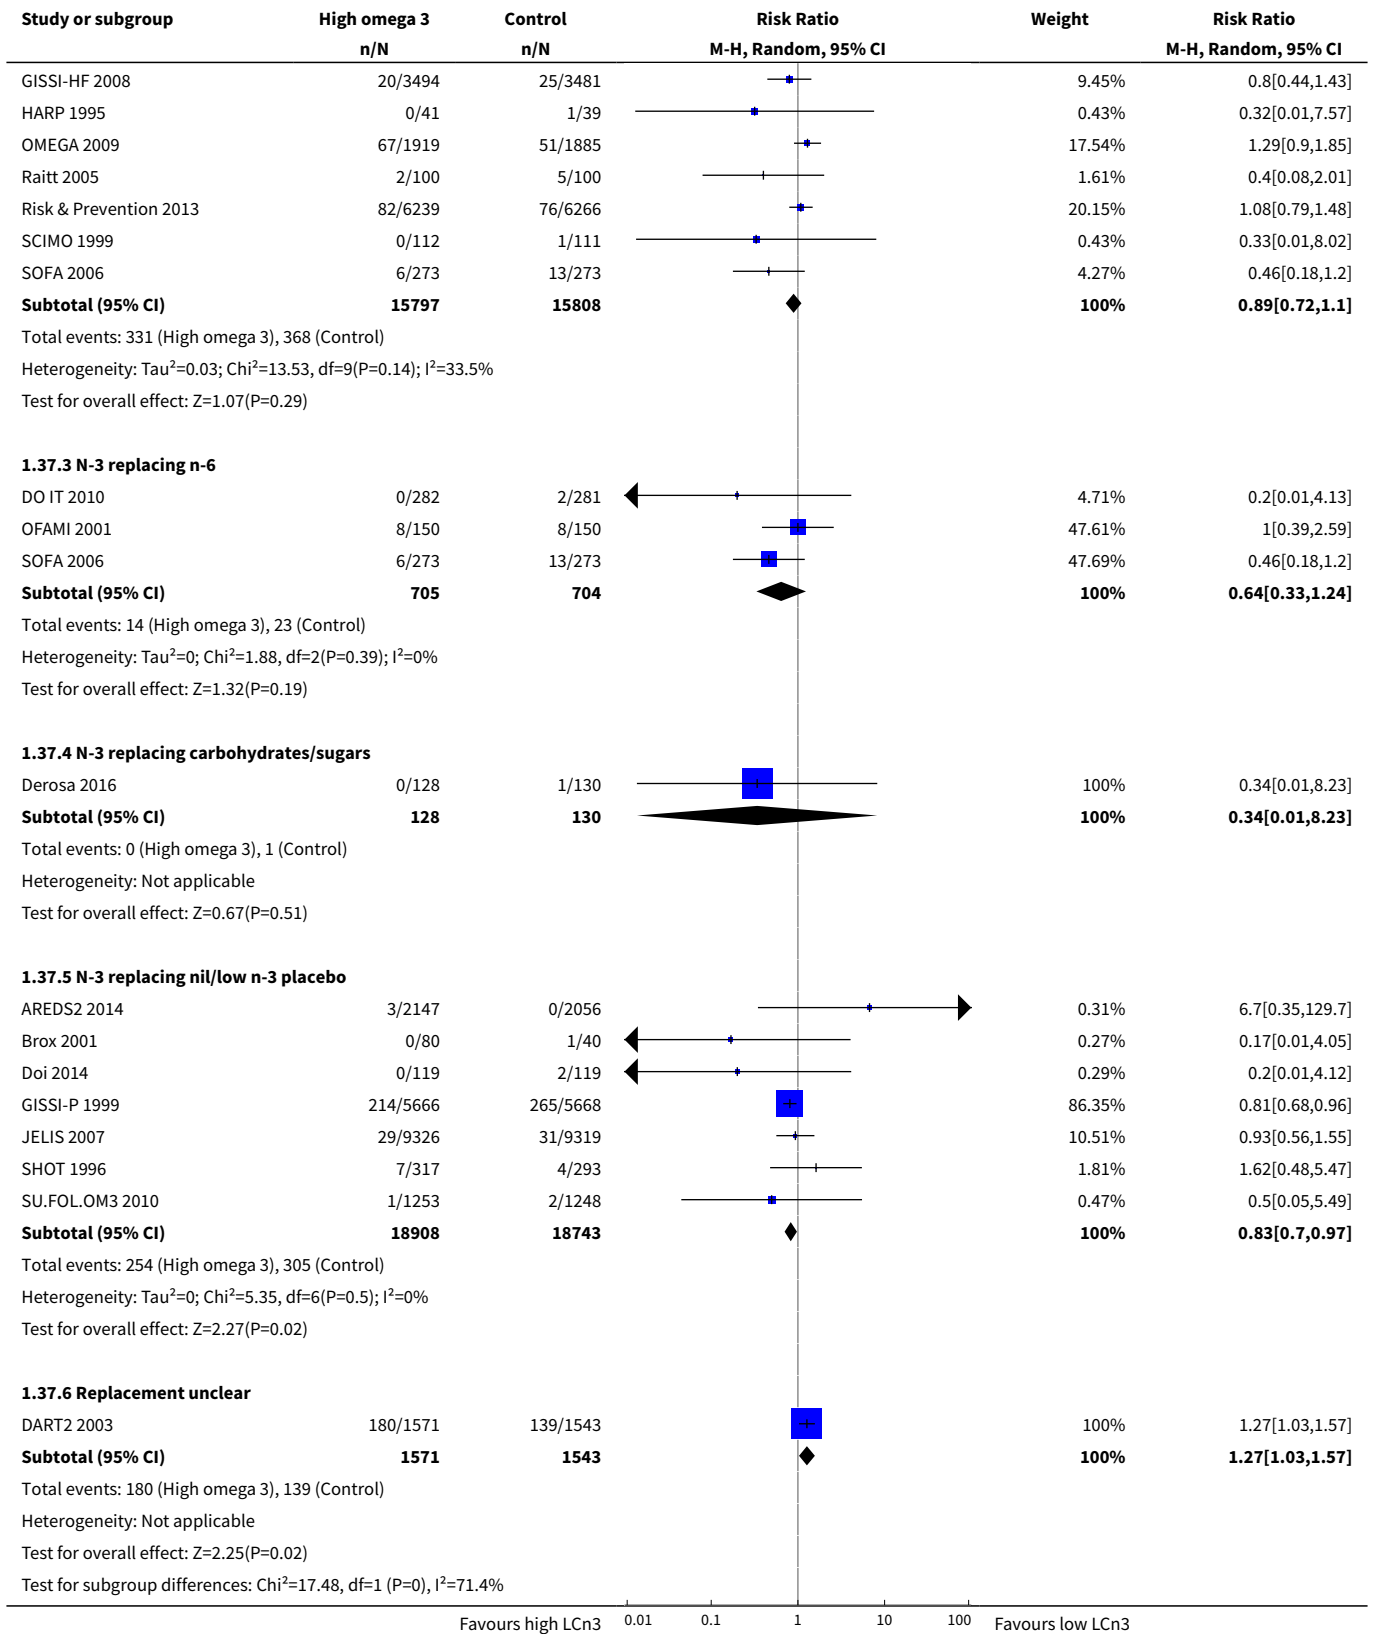 Study or subgroup High omega 3 Control Risk Ratio Weight Risk Ratio
n/N n/N M-H, Random, 95% CI M-H, Random, 95% CI
GISSI-HF 2008 20/3494 25/3481 9.45% 0.8[0.44,1.43]
HARP 1995 0/41 1/39 0.43% 0.32[0.01,7.57]
OMEGA 2009 67/1919 51/1885 17.54% 1.29[0.9,1.85]
Raitt 2005 2/100 5/100 1.61% 0.4[0.08,2.01]
Risk & Prevention 2013 82/6239 76/6266 20.15% 1.08[0.79,1.48]
SCIMO 1999 0/112 1/111 0.43% 0.33[0.01,8.02]
SOFA 2006 6/273 13/273 4.27% 0.46[0.18,1.2]
Subtotal (95% CI) 15797 15808 100% 0.89[0.72,1.1]
Total events: 331 (High omega 3), 368 (Control)
Heterogeneity: Tau²=0.03; Chi²=13.53, df=9(P=0.14); I²=33.5%
Test for overall effect: Z=1.07(P=0.29)
1.37.3 N-3 replacing n-6
DO IT 2010 0/282 2/281 4.71% 0.2[0.01,4.13]
OFAMI 2001 8/150 8/150 47.61% 1[0.39,2.59]
SOFA 2006 6/273 13/273 47.69% 0.46[0.18,1.2]
Subtotal (95% CI) 705 704 100% 0.64[0.33,1.24]
Total events: 14 (High omega 3), 23 (Control)
Heterogeneity: Tau²=0; Chi²=1.88, df=2(P=0.39); I²=0%
Test for overall effect: Z=1.32(P=0.19)
1.37.4 N-3 replacing carbohydrates/sugars
Derosa 2016 0/128 1/130 100% 0.34[0.01,8.23]
Subtotal (95% CI) 128 130 100% 0.34[0.01,8.23]
Total events: 0 (High omega 3), 1 (Control)
Heterogeneity: Not applicable
Test for overall effect: Z=0.67(P=0.51)
1.37.5 N-3 replacing nil/low n-3 placebo
AREDS2 2014 3/2147 0/2056 0.31% 6.7[0.35,129.7]
Brox 2001 0/80 1/40 0.27% 0.17[0.01,4.05]
Doi 2014 0/119 2/119 0.29% 0.2[0.01,4.12]
GISSI-P 1999 214/5666 265/5668 86.35% 0.81[0.68,0.96]
JELIS 2007 29/9326 31/9319 10.51% 0.93[0.56,1.55]
SHOT 1996 7/317 4/293 1.81% 1.62[0.48,5.47]
SU.FOL.OM3 2010 1/1253 2/1248 0.47% 0.5[0.05,5.49]
Subtotal (95% CI) 18908 18743 100% 0.83[0.7,0.97]
Total events: 254 (High omega 3), 305 (Control)
Heterogeneity: Tau²=0; Chi²=5.35, df=6(P=0.5); I²=0%
Test for overall effect: Z=2.27(P=0.02)
1.37.6 Replacement unclear
DART2 2003 180/1571 139/1543 100% 1.27[1.03,1.57]
Subtotal (95% CI) 1571 1543 100% 1.27[1.03,1.57]
Total events: 180 (High omega 3), 139 (Control)
Heterogeneity: Not applicable
Test for overall effect: Z=2.25(P=0.02)
Test for subgroup differences: Chi²=17.48, df=1 (P=0), I²=71.4%
Favours high LCn3 0.01 0.1 1 10 100 Favours low LCn3